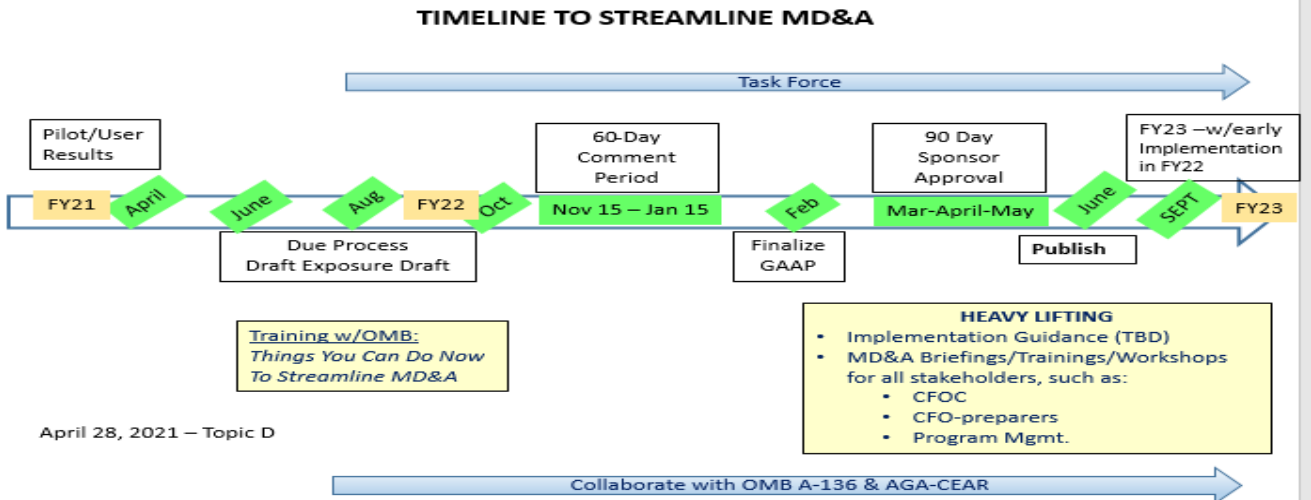 TIMELINE TO STREAMLINE MD&A
Task Force
Pilot/User
Results
60-Day
Comment
Period
90 Day
Sponsor
Approval
FY23 –w/early
Implementation
in FY22
FY21
April
June
Aug
FY22
Oct
Nov 15 – Jan 15
Feb
Mar-April-May
June
SEPT
FY23
Due Process
Draft Exposure Draft
Finalize
GAAP
Publish
Training w/OMB:
Things You Can Do Now
To Streamline MD&A
HEAVY LIFTING
• Implementation Guidance (TBD)
• MD&A Briefings/Trainings/Workshops
for all stakeholders, such as:
• CFOC
• CFO-preparers
• Program Mgmt.
April 28, 2021 – Topic D
Collaborate with OMB A-136 & AGA-CEAR